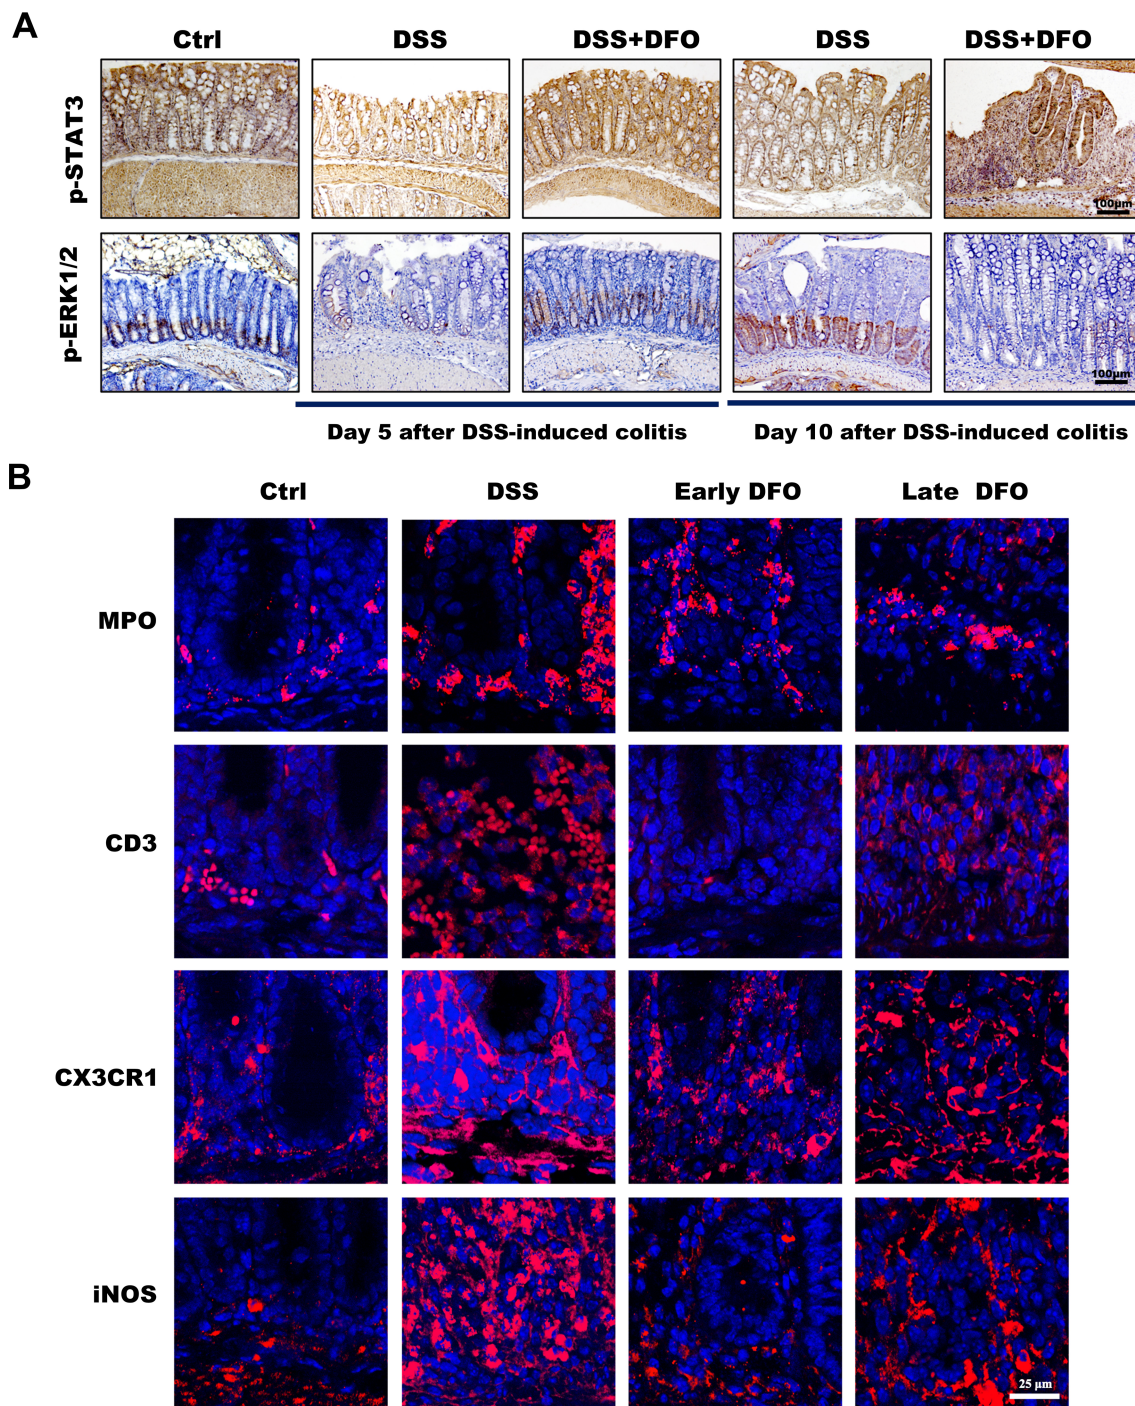 A
Ctrl DSS DSS+DFO DSS DSS+DFO
p-STAT3
100μm
p-ERK1/2
100μm
Day 5 after DSS-induced colitis Day 10 after DSS-induced colitis
B
Ctrl DSS Early DFO Late DFO
MPO
CD3
CX3CR1
iNOS
25 μm